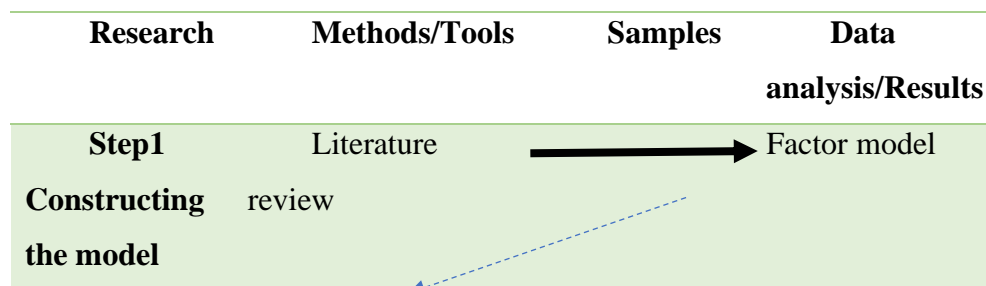 Research Methods/Tools Samples Data
analysis/Results
Step1 Literature Factor model
Constructing review
the model